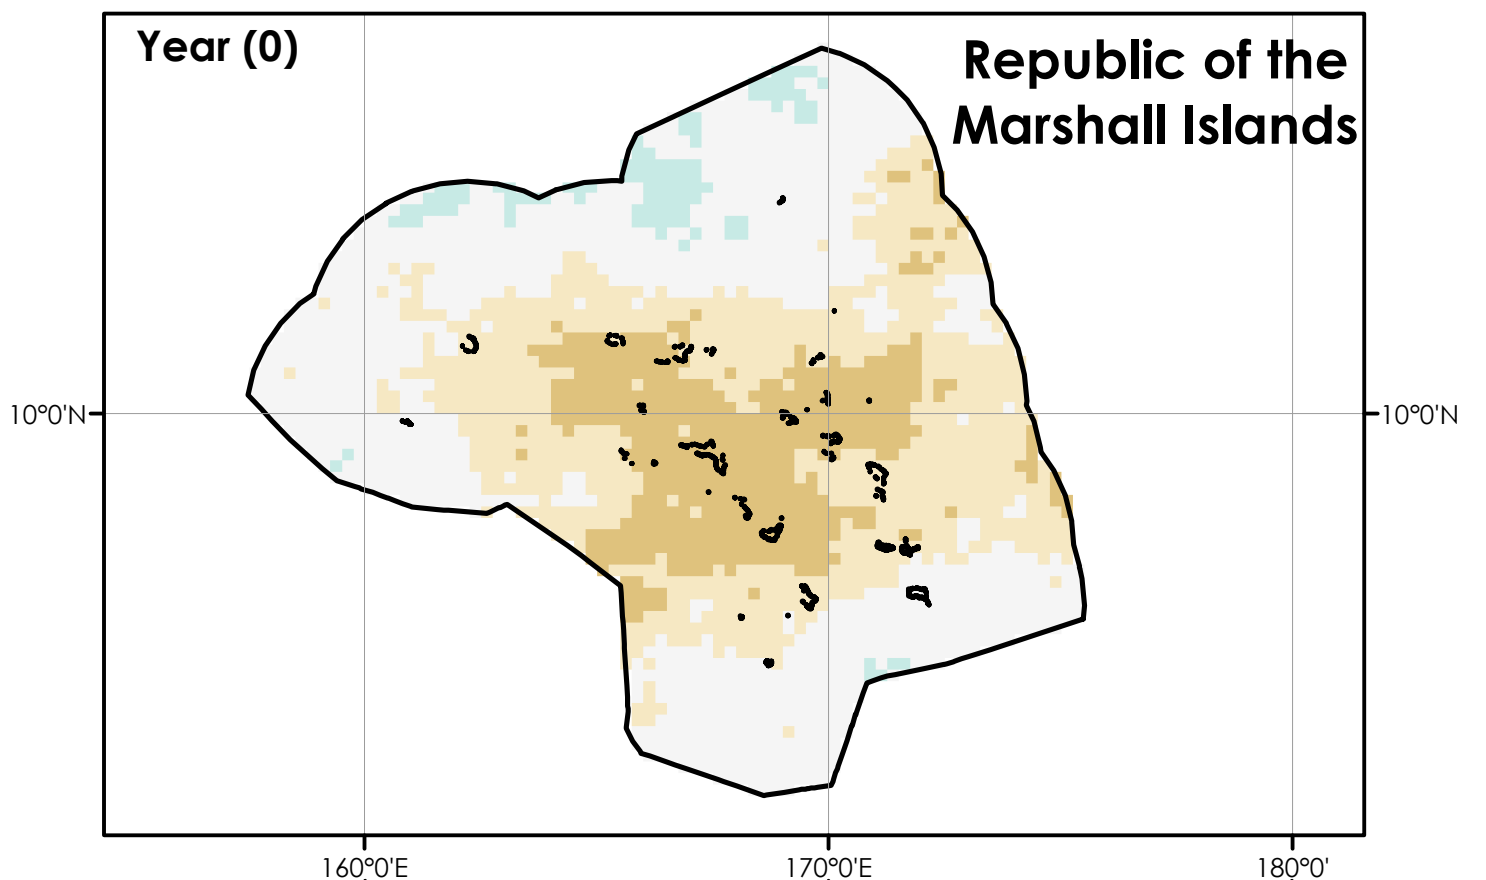 Year (0)
Republic of the
Marshall Islands
10°0'N
10°0'N
160°0'E
170°0'E
180°0'